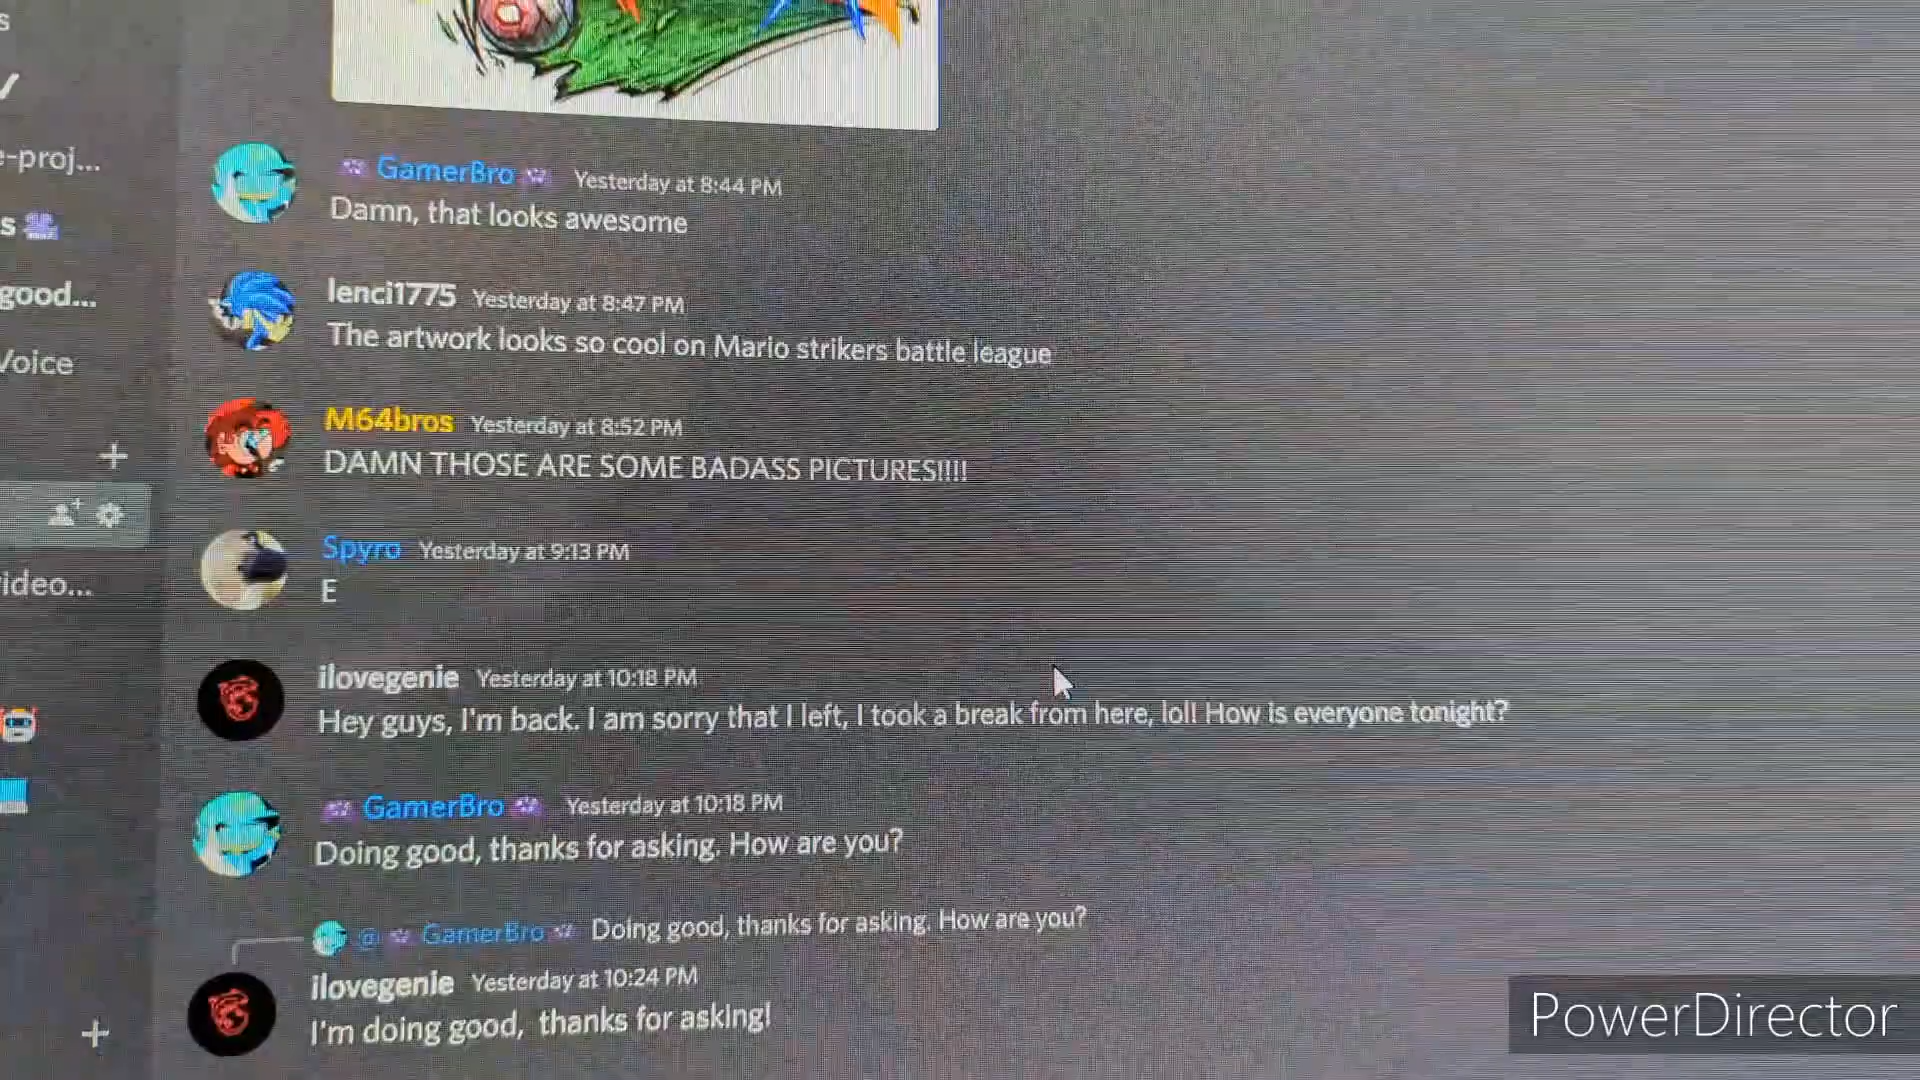 s
e-proj...
s
good...
Voice
video...
GamerBro Yesterday at 8:44 PM
Damn, that looks awesome
lenci1775 Yesterday at 8:47 PM
The artwork looks so cool on Mario strikers battle league
M64bros Yesterday at 8:52 PM
DAMN THOSE ARE SOME BADASS PICTURES!!!!
Spyro Yesterday at 9:13 PM
E
ilovegenie Yesterday at 10:18 PM
Hey guys, I'm back. I am sorry that I left, I took a break from here, lol! How is everyone tonight?
GamerBro Yesterday at 10:18 PM
Doing good, thanks for asking. How are you?
@ GamerBro Doing good, thanks for asking. How are you?
ilovegenie Yesterday at 10:24 PM
I'm doing good, thanks for asking!
PowerDirector